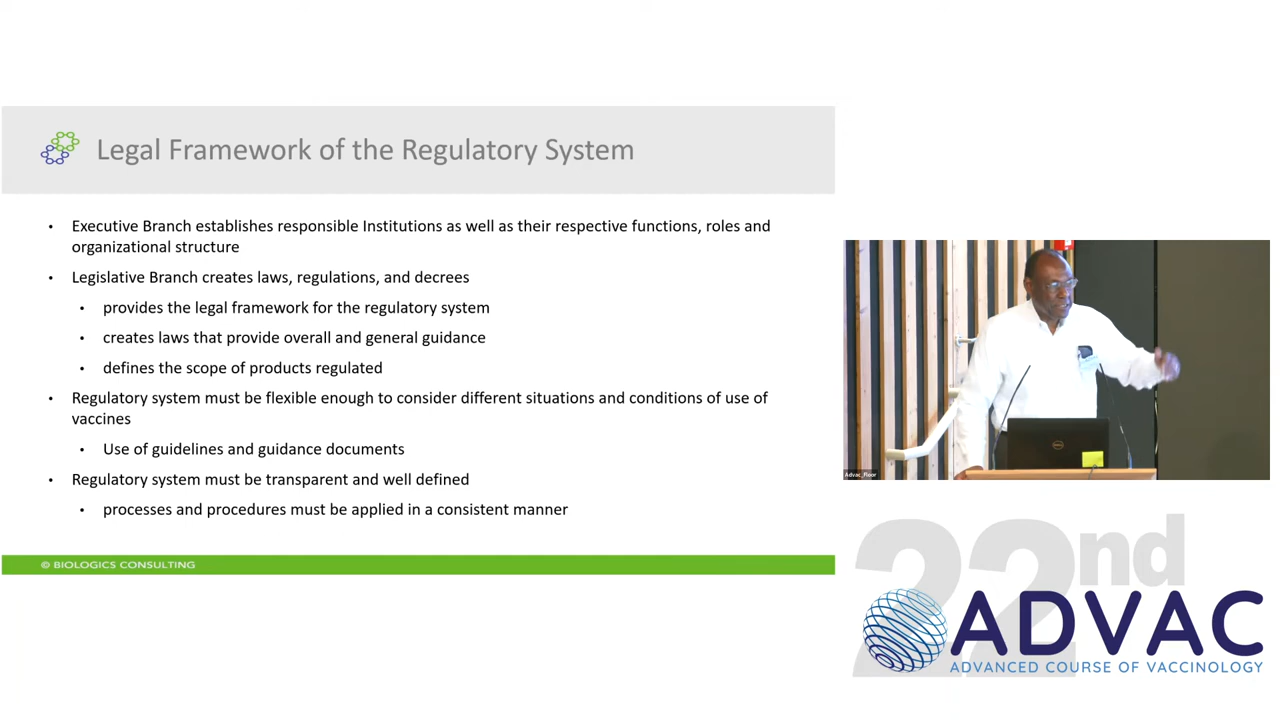 Legal Framework of the Regulatory System
• Executive Branch establishes responsible Institutions as well as their respective functions, roles and
organizational structure
• Legislative Branch creates laws, regulations, and decrees
• provides the legal framework for the regulatory system
• creates laws that provide overall and general guidance
• defines the scope of products regulated
• Regulatory system must be flexible enough to consider different situations and conditions of use of
vaccines
• Use of guidelines and guidance documents
• Regulatory system must be transparent and well defined
• processes and procedures must be applied in a consistent manner
© BIOLOGICS CONSULTING
DELL
Advac_Floor
22nd
ADVAC
ADVANCED COURSE OF VACCINOLOGY